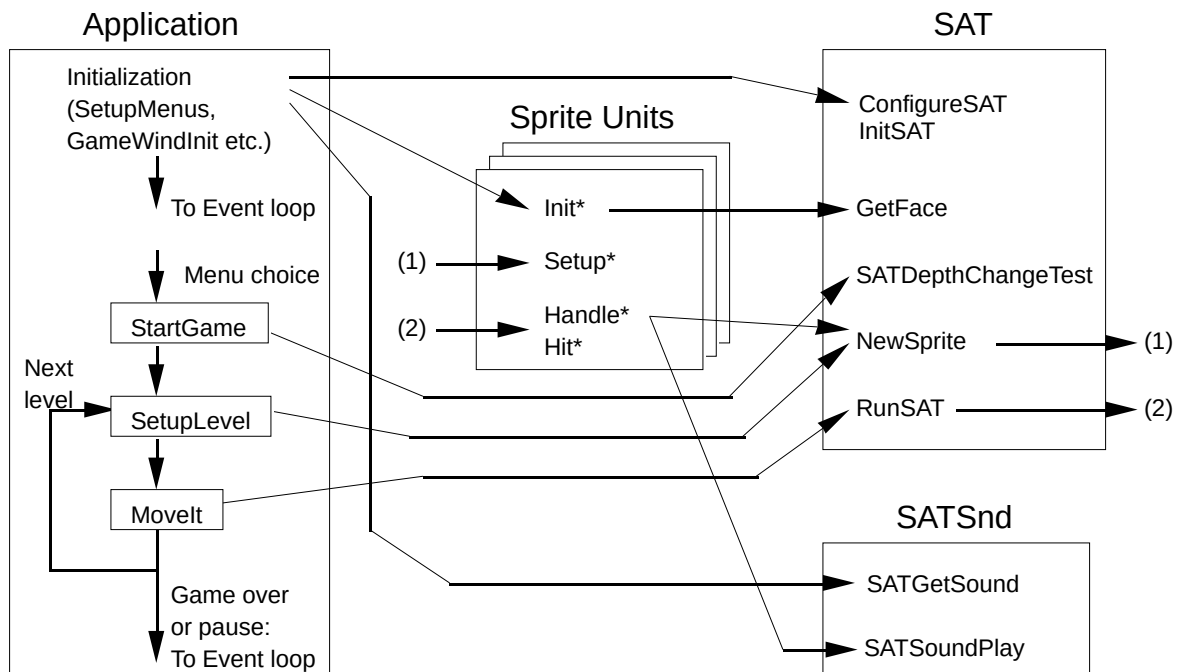 Application
Initialization
(SetupMenus,
GameWindInit etc.)
To Event loop
Menu choice
StartGame
Next
level
SetupLevel
MoveIt
Game over
or pause:
To Event loop
Sprite Units
Init*
(1)
Setup*
(2)
Handle*
Hit*
SAT
ConfigureSAT
InitSAT
GetFace
SATDepthChangeTest
NewSprite
(1)
RunSAT
(2)
SATSnd
SATGetSound
SATSoundPlay